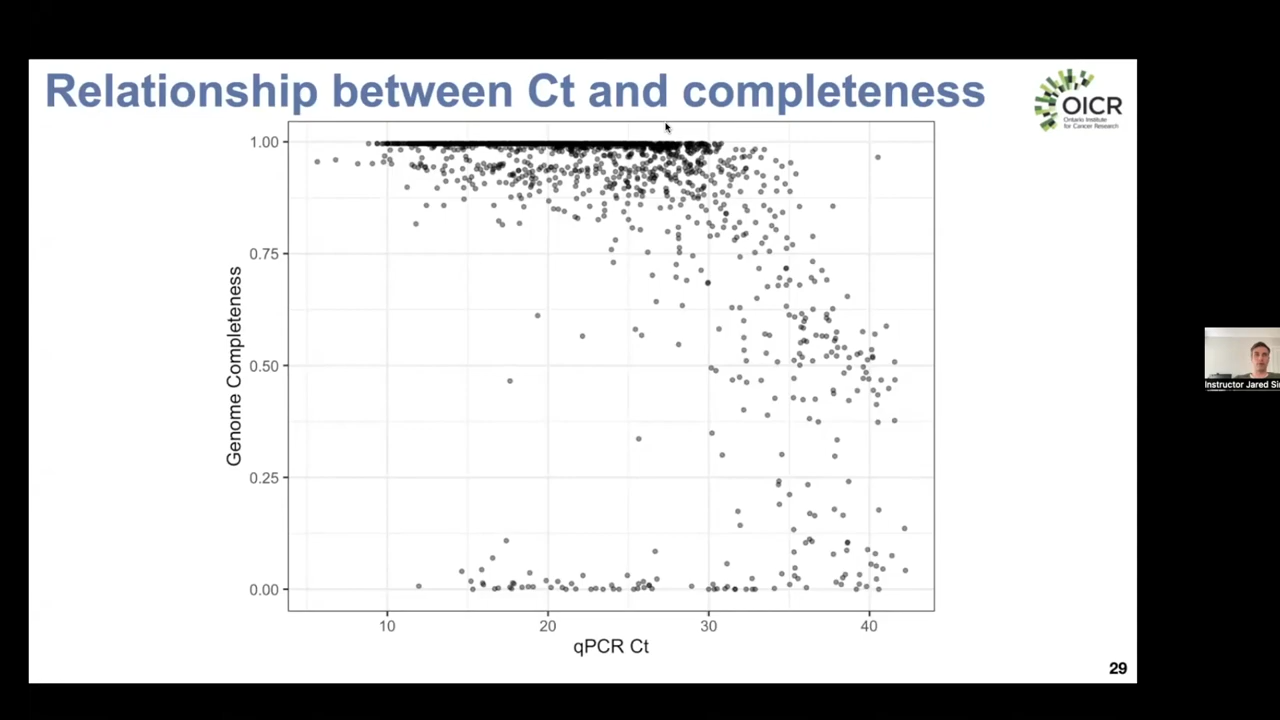 Relationship between Ct and completeness
OICR
Ontario Institute
for Cancer Research
1.00
0.75
0.50
0.25
0.00
Genome Completeness
10 20 30 40
qPCR Ct
29
Instructor Jared Si